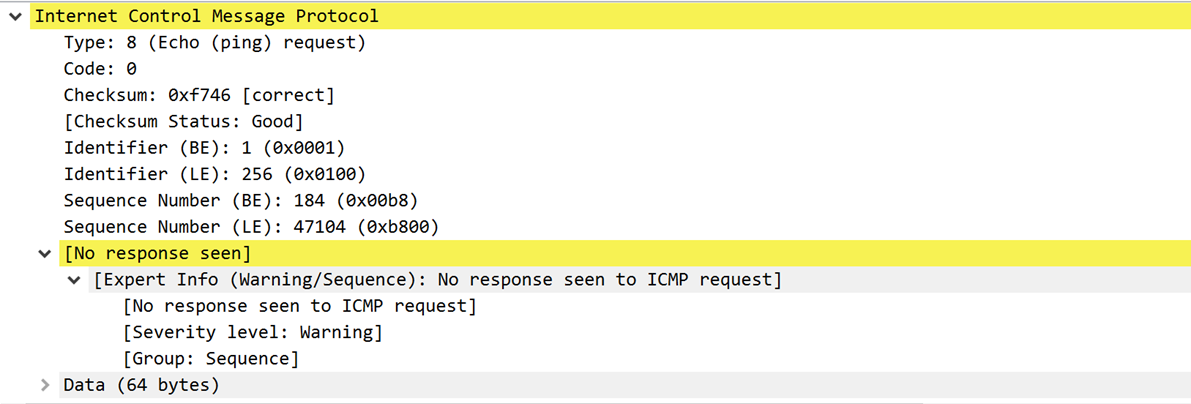 Internet Control Message Protocol
Type: 8 (Echo (ping) request)
Code: 0
Checksum: 0xf746 [correct]
[Checksum Status: Good]
Identifier (BE): 1 (0x0001)
Identifier (LE): 256 (0x0100)
Sequence Number (BE): 184 (0x00b8)
Sequence Number (LE): 47104 (0xb800)
[No response seen]
[Expert Info (Warning/Sequence): No response seen to ICMP request]
[No response seen to ICMP request]
[Severity level: Warning]
[Group: Sequence]
Data (64 bytes)